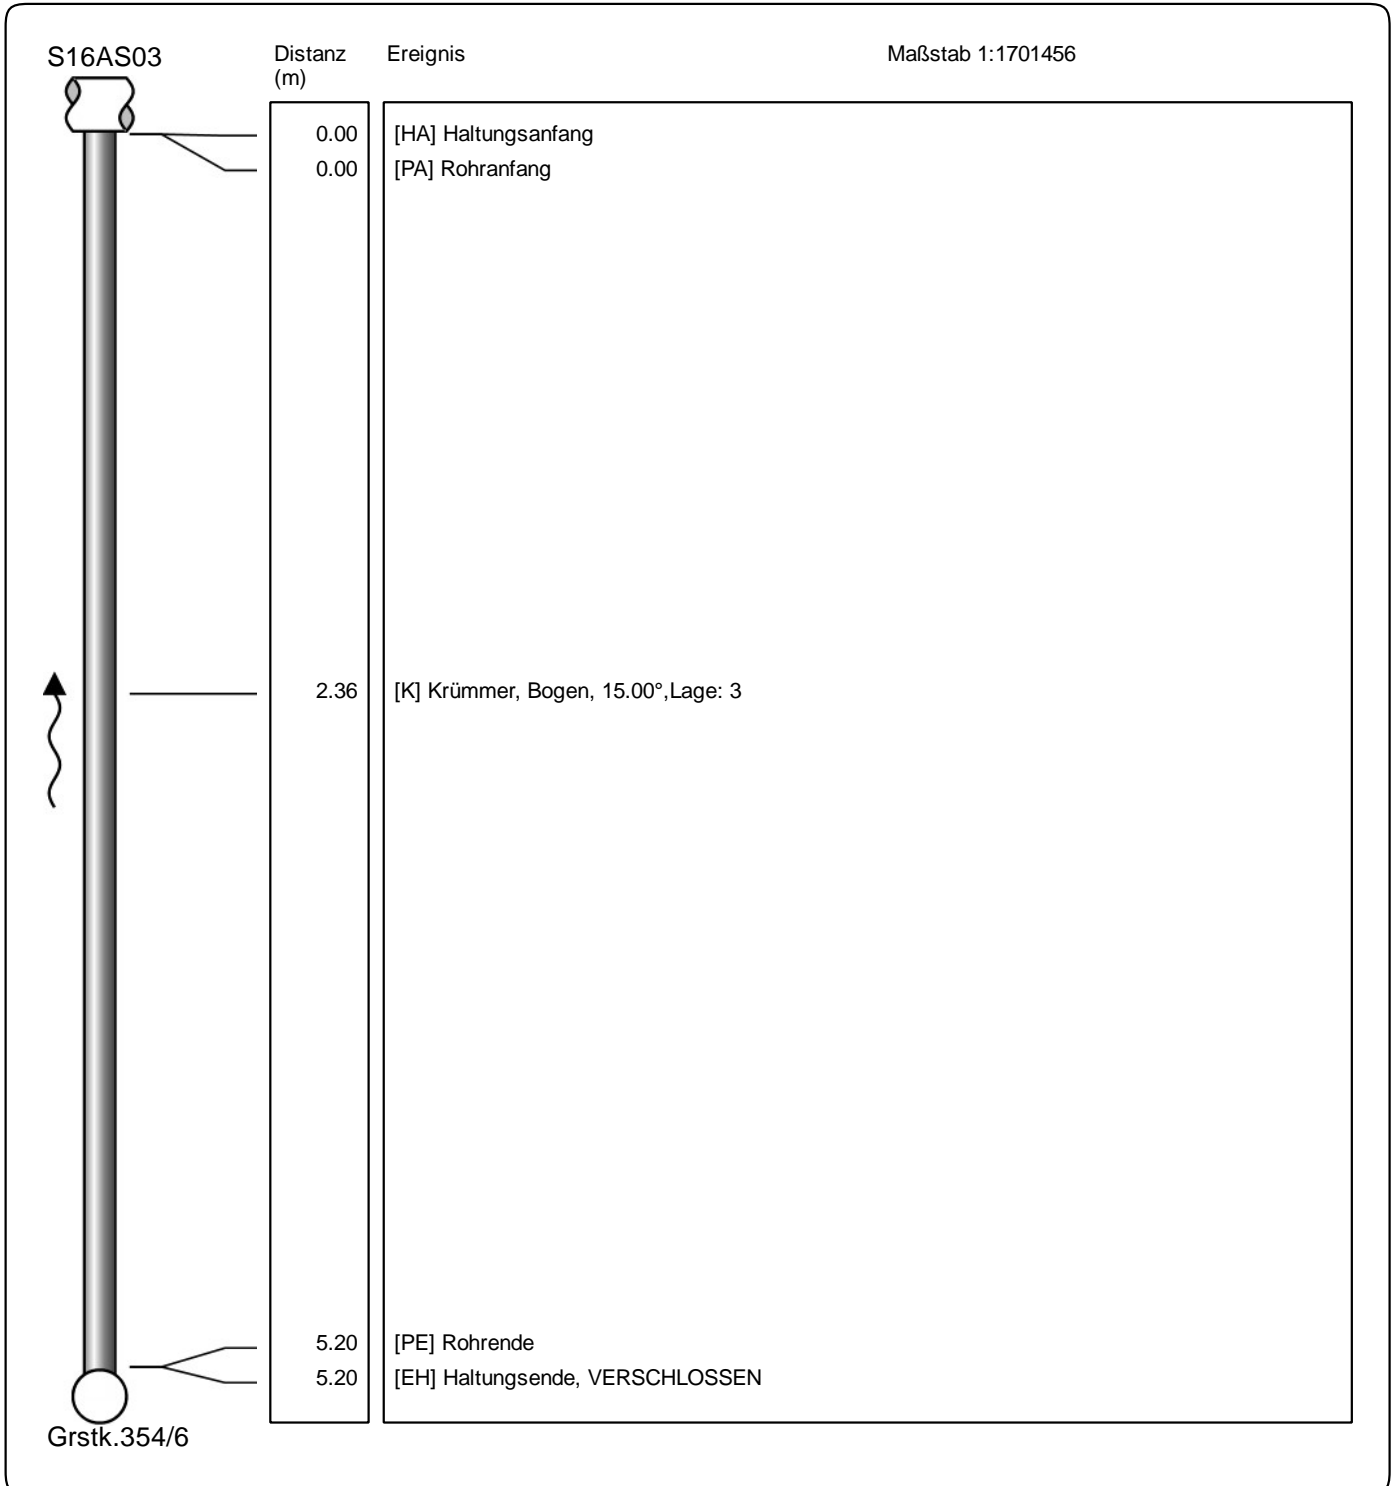 S16AS03 Distanz Ereignis Maßstab 1:1701456
(m)
0.00 [HA] Haltungsanfang
0.00 [PA] Rohranfang
2.36 [K] Krümmer, Bogen, 15.00°,Lage: 3
5.20 [PE] Rohrende
5.20 [EH] Haltungsende, VERSCHLOSSEN
Grstk.354/6